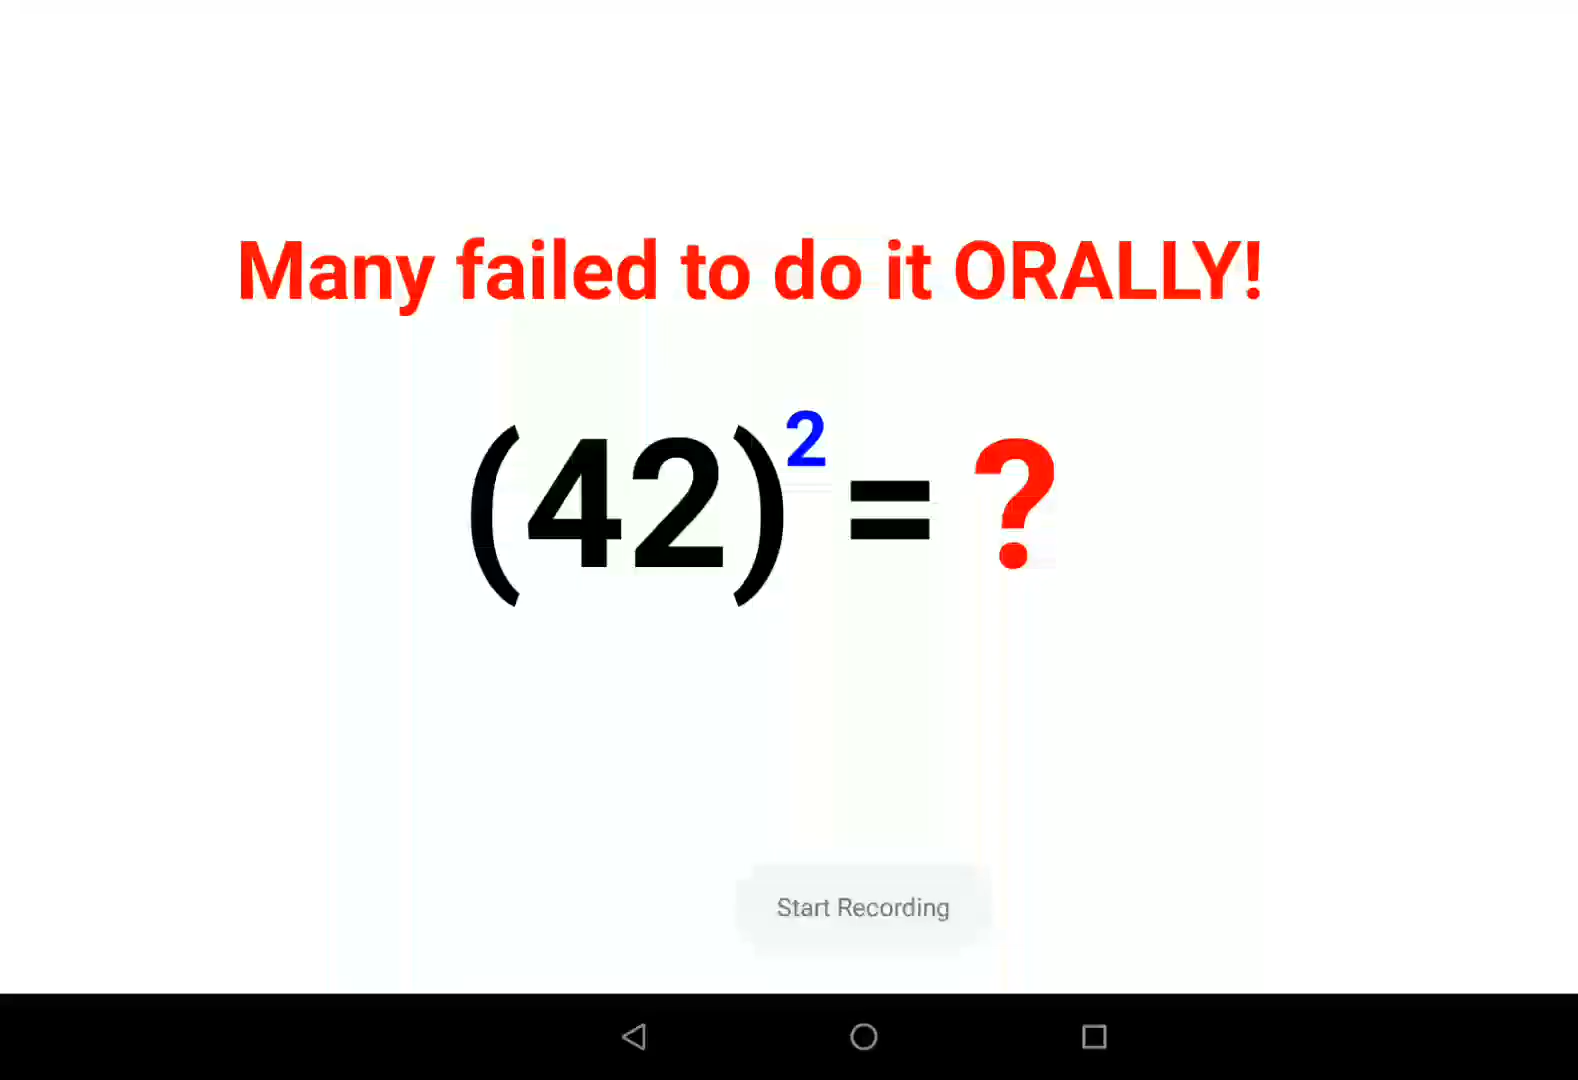 Many failed to do it ORALLY!
(42)² = ?
Start Recording